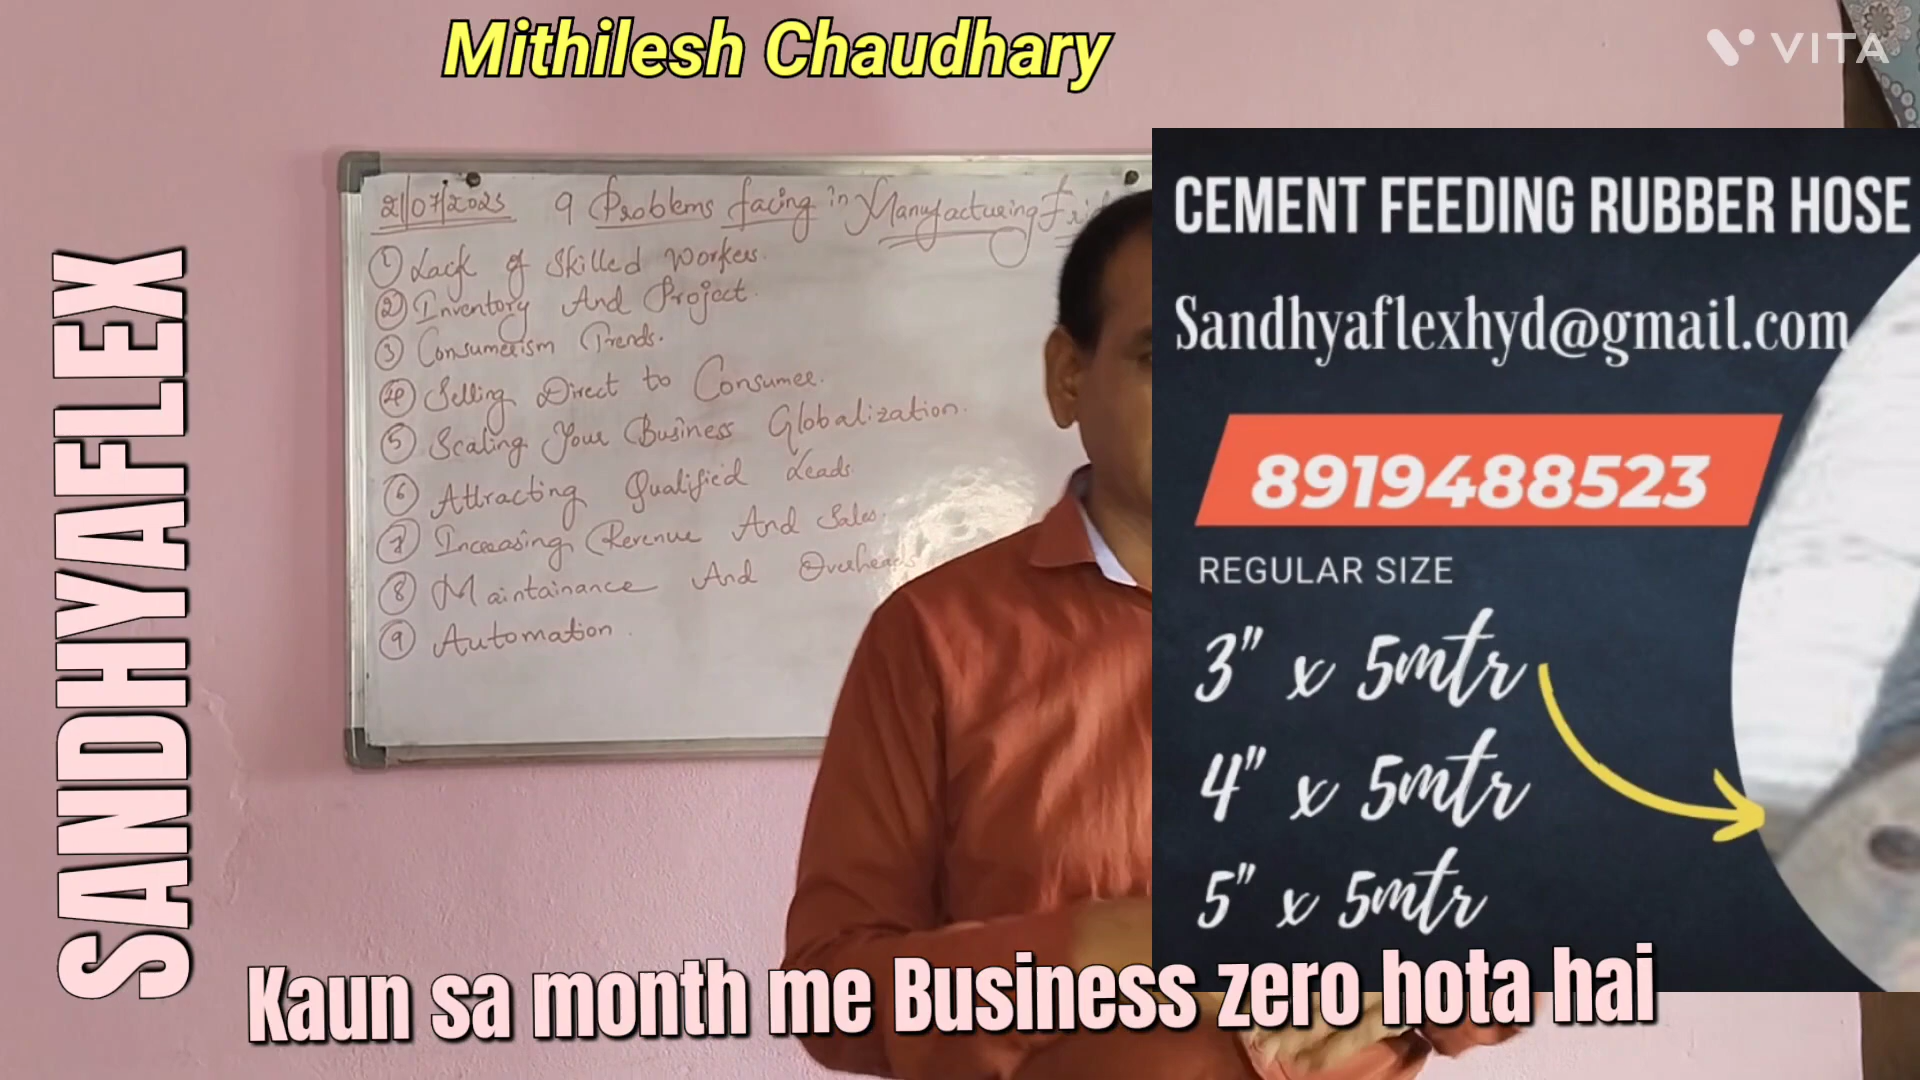 Mithilesh Chaudhary
VITA
SANDHYAFLEX
21/07/2023 9 Problems facing in Manufacturing
① Lack of Skilled Workers.
② Inventory And Project.
③ Consumerism Trends.
④ Selling Direct to Consumer.
⑤ Scaling Your Business Globalization.
⑥ Attracting Qualified Leads
⑦ Increasing Revenue And Sales.
⑧ Maintainance And Overheads
⑨ Automation.
CEMENT FEEDING RUBBER HOSE
Sandhyaflexhyd@gmail.com
8919488523
REGULAR SIZE
3" x 5mtr
4" x 5mtr
5" x 5mtr
Kaun sa month me Business zero hota hai